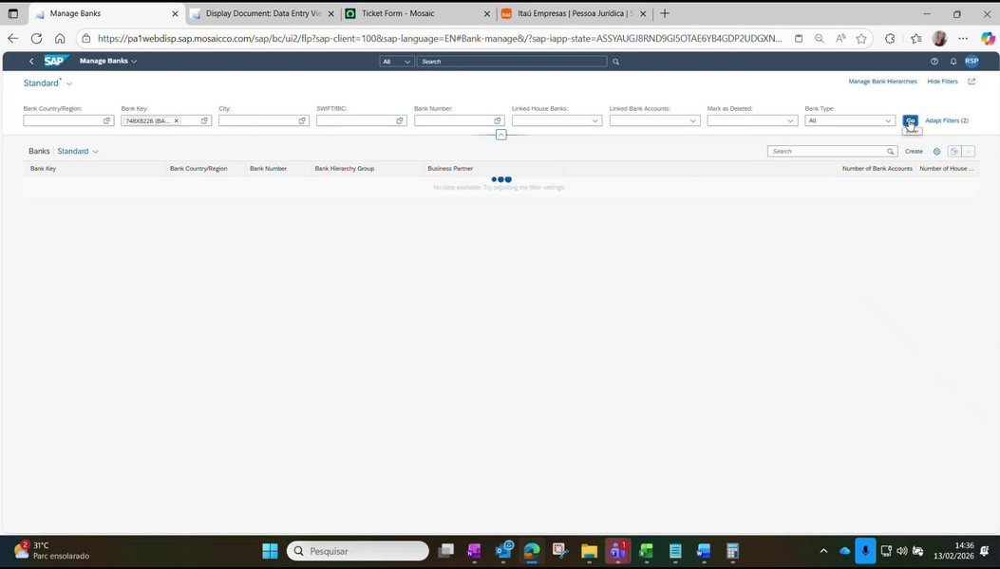 Manage Banks
Display Document: Data Entry Vie
Ticket Form - Mosaic
Itaú Empresas | Pessoa Jurídica | S
https://pa1webdisp.sap.mosaicco.com/sap/bc/ui2/flp?sap-client=100&sap-language=EN#Bank-manage&/?sap-iapp-state=ASSYAUGJ8RND9GI5OTAE6YB4GDP2UDGXN...
SAP Manage Banks All Search RSP
Standard* Manage Bank Hierarchies Hide Filters
Bank Country/Region: Bank Key: City: SWIFT/BIC: Bank Number: Linked House Banks: Linked Bank Accounts: Mark as Deleted: Bank Type:
748X8226 (BA... All Go Adapt Filters (2)
Banks Standard Search Create
Bank Key Bank Country/Region Bank Number Bank Hierarchy Group Business Partner Number of Bank Accounts Number of House ...
No data available. Try adjusting the filter settings.
2 31°C
Parc ensolarado
Pesquisar
1
14:36
13/02/2026